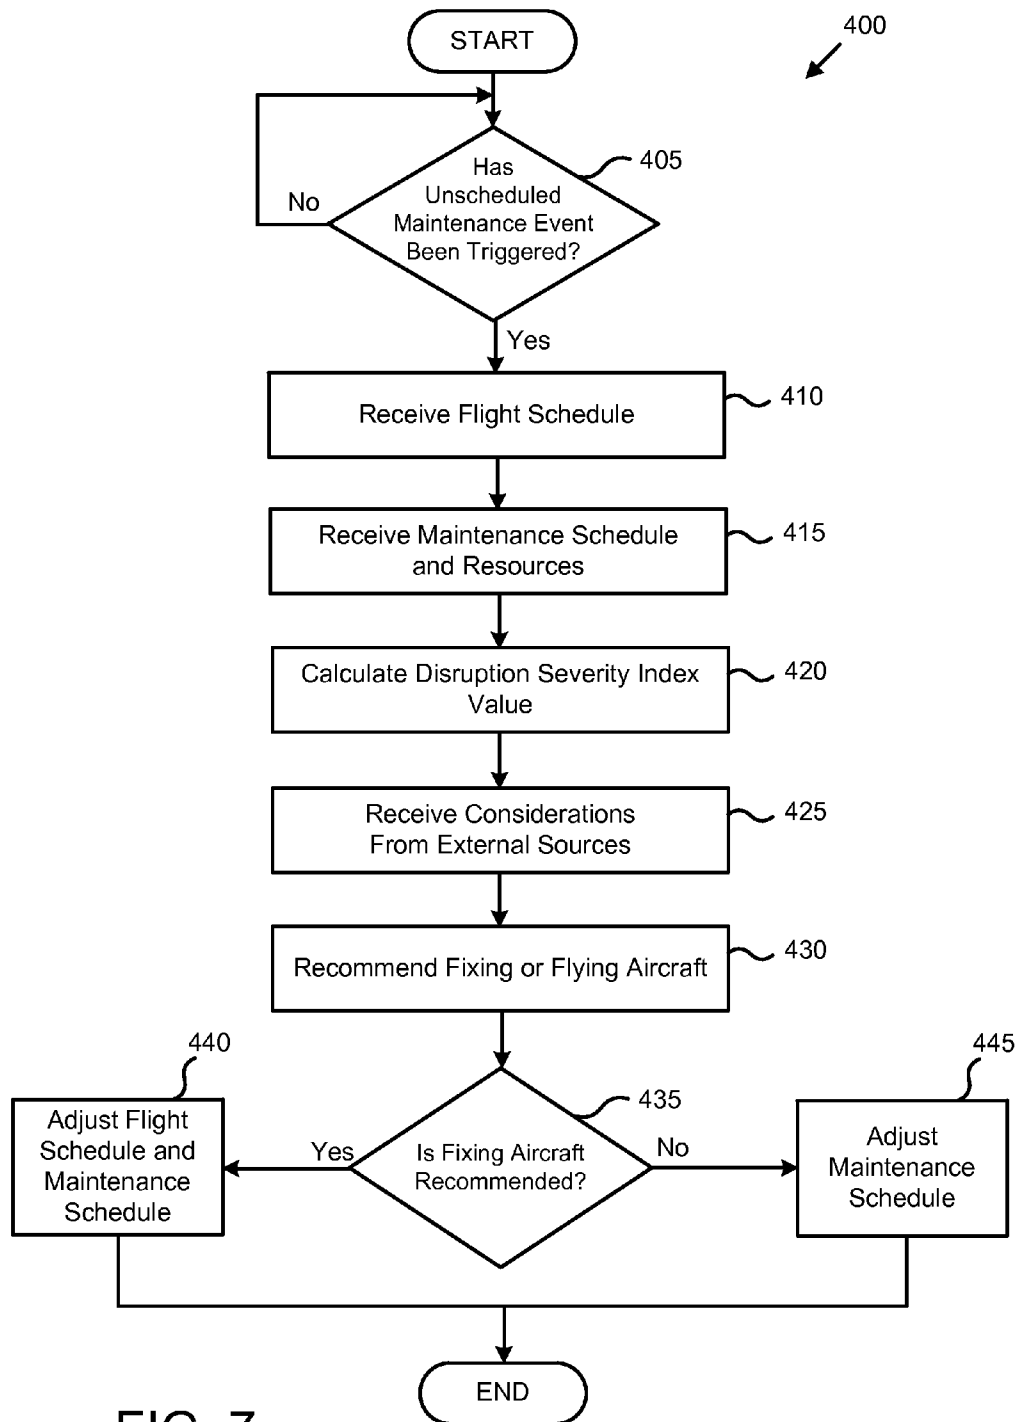 START
400
Has
Unscheduled
Maintenance Event
Been Triggered?
405
No
Yes
Receive Flight Schedule
410
Receive Maintenance Schedule
and Resources
415
Calculate Disruption Severity Index
Value
420
Receive Considerations
From External Sources
425
Recommend Fixing or Flying Aircraft
430
440
Adjust Flight
Schedule and
Maintenance
Schedule
Yes
Is Fixing Aircraft
Recommended?
435
No
445
Adjust
Maintenance
Schedule
END